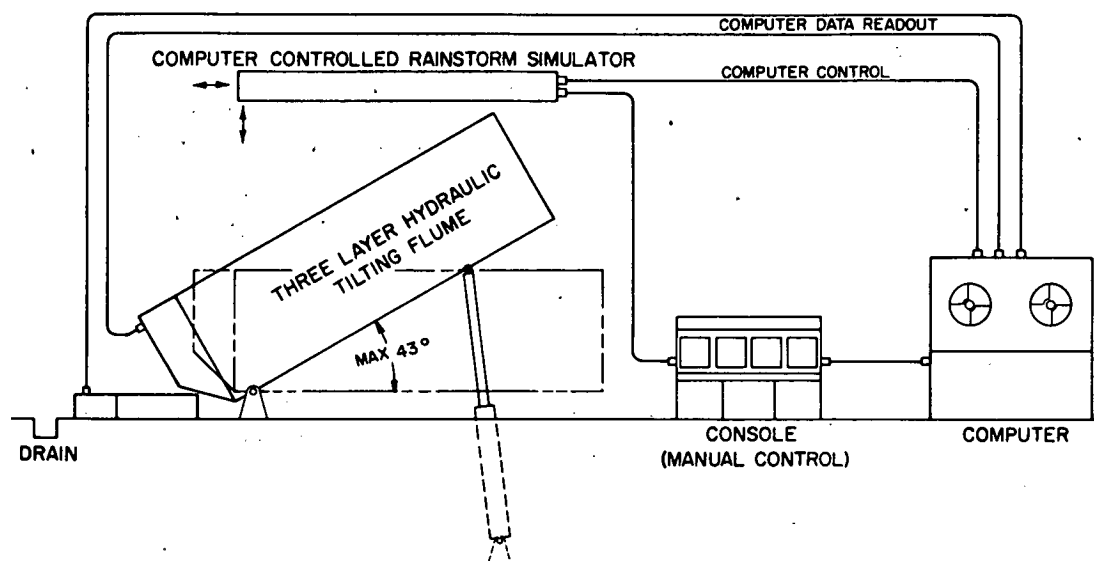 COMPUTER DATA READOUT
COMPUTER CONTROLLED RAINSTORM SIMULATOR
COMPUTER CONTROL
THREE LAYER HYDRAULIC
TILTING FLUME
MAX 43°
DRAIN
CONSOLE
(MANUAL CONTROL)
COMPUTER